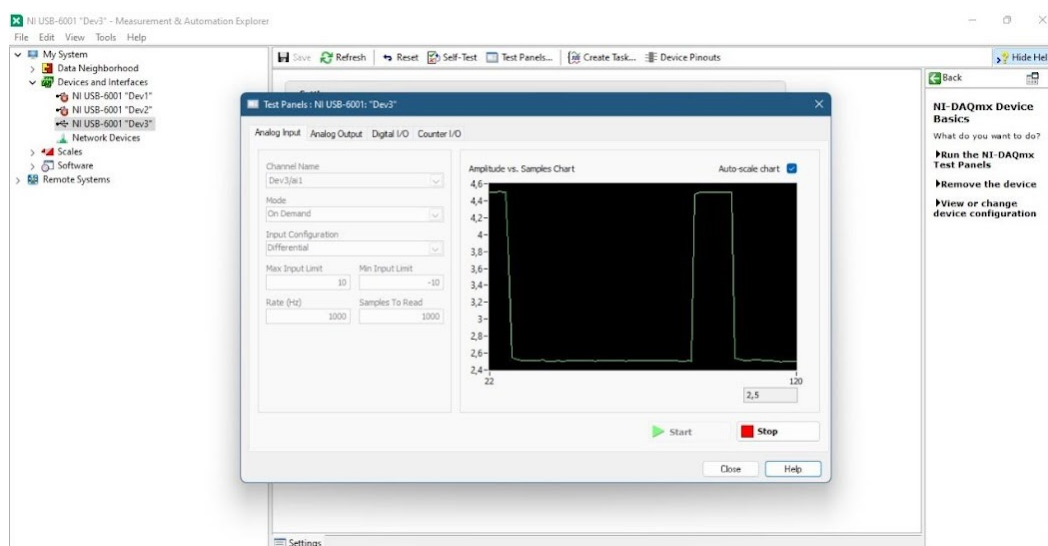 NI USB-6001 "Dev3" - Measurement & Automation Explorer
File Edit View Tools Help
My System
Data Neighborhood
Devices and Interfaces
NI USB-6001 "Dev1"
NI USB-6001 "Dev2"
NI USB-6001 "Dev3"
Network Devices
Scales
Software
Remote Systems
Save Refresh Reset Self-Test Test Panels... Create Task... Device Pinouts
Hide Hel
Back
NI-DAQmx Device
Basics
What do you want to do?
Run the NI-DAQmx
Test Panels
Remove the device
View or change
device configuration
Test Panels : NI USB-6001: "Dev3"
Analog Input Analog Output Digital I/O Counter I/O
Channel Name
Dev3/ai1
Mode
On Demand
Input Configuration
Differential
Max Input Limit Min Input Limit
10 -10
Rate (Hz) Samples To Read
1000 1000
Amplitude vs. Samples Chart Auto-scale chart
4,6
4,4
4,2
4
3,8
3,6
3,4
3,2
3
2,8
2,6
2,4
22 120
2,5
Start Stop
Close Help
Settings